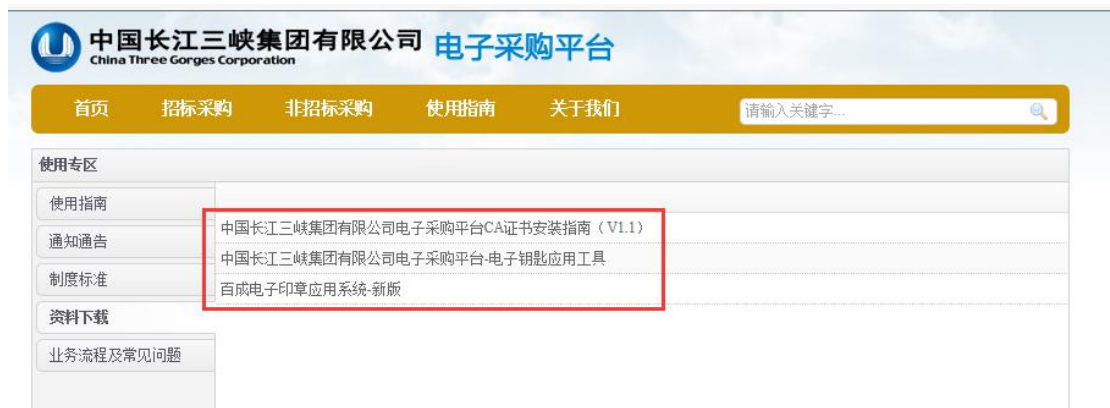 中国长江三峡集团有限公司 电子采购平台
China Three Gorges Corporation
首页 招标采购 非招标采购 使用指南 关于我们 请输入关键字...
使用专区
使用指南
通知通告
制度标准
资料下载
业务流程及常见问题
中国长江三峡集团有限公司电子采购平台CA证书安装指南（V1.1）
中国长江三峡集团有限公司电子采购平台-电子钥匙应用工具
百成电子印章应用系统-新版